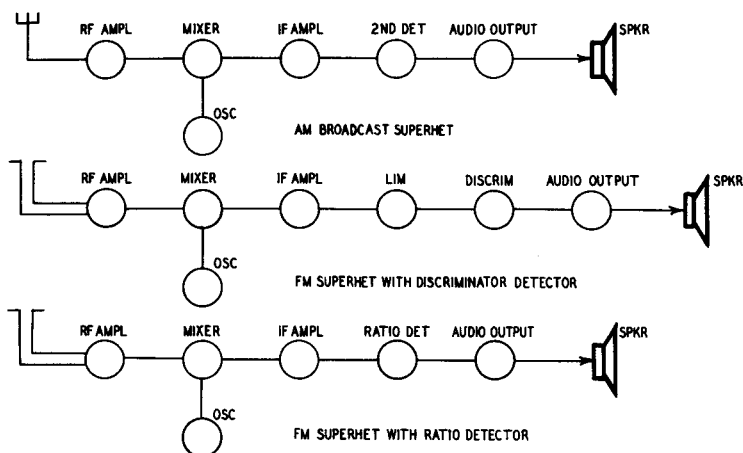 RF AMPL MIXER IF AMPL 2ND DET AUDIO OUTPUT SPKR
OSC
AM BROADCAST SUPERHET
RF AMPL MIXER IF AMPL LIM DISCRIM AUDIO OUTPUT SPKR
OSC
FM SUPERHET WITH DISCRIMINATOR DETECTOR
RF AMPL MIXER IF AMPL RATIO DET AUDIO OUTPUT SPKR
OSC
FM SUPERHET WITH RATIO DETECTOR